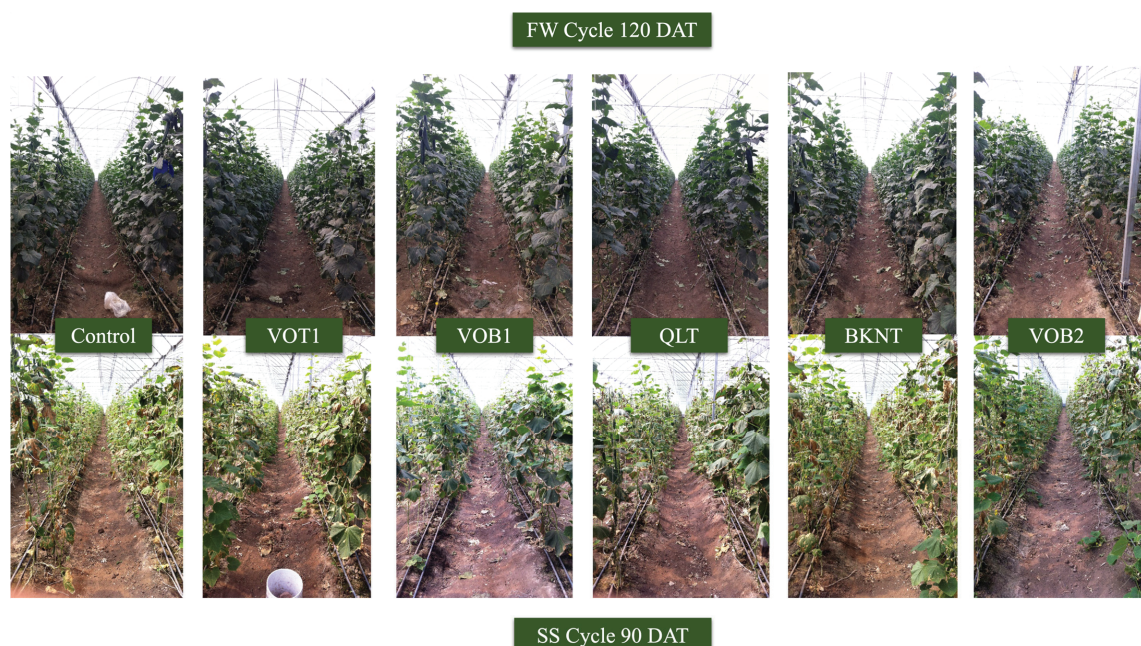 FW Cycle 120 DAT
Control
VOT1
VOB1
QLT
BKNT
VOB2
SS Cycle 90 DAT